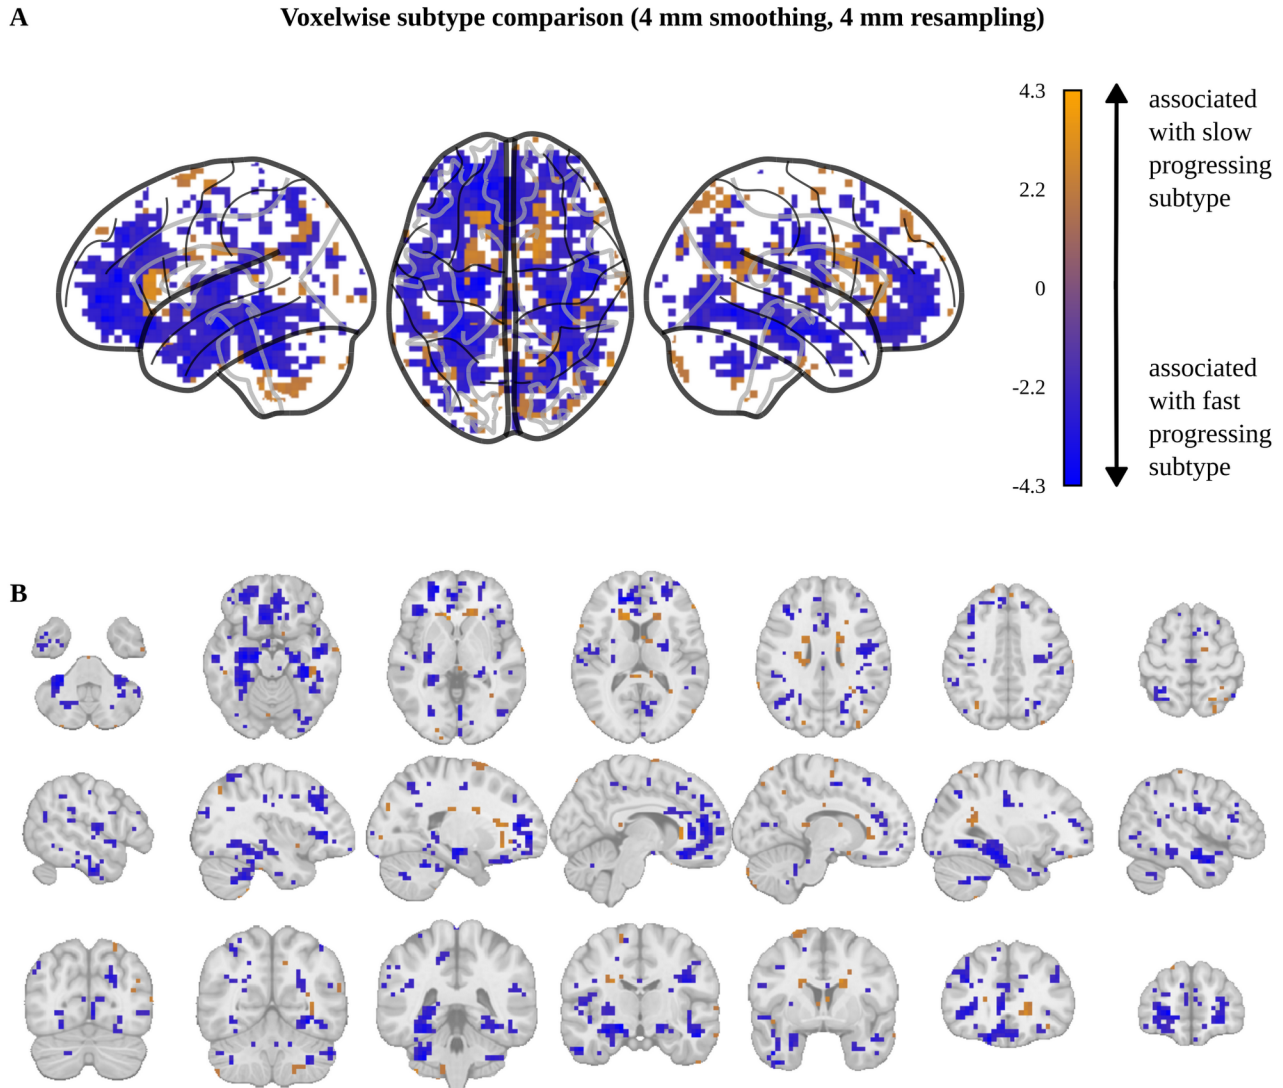 A
Voxelwise subtype comparison (4 mm smoothing, 4 mm resampling)
4.3
2.2
0
-2.2
-4.3
associated
with slow
progressing
subtype
associated
with fast
progressing
subtype
B